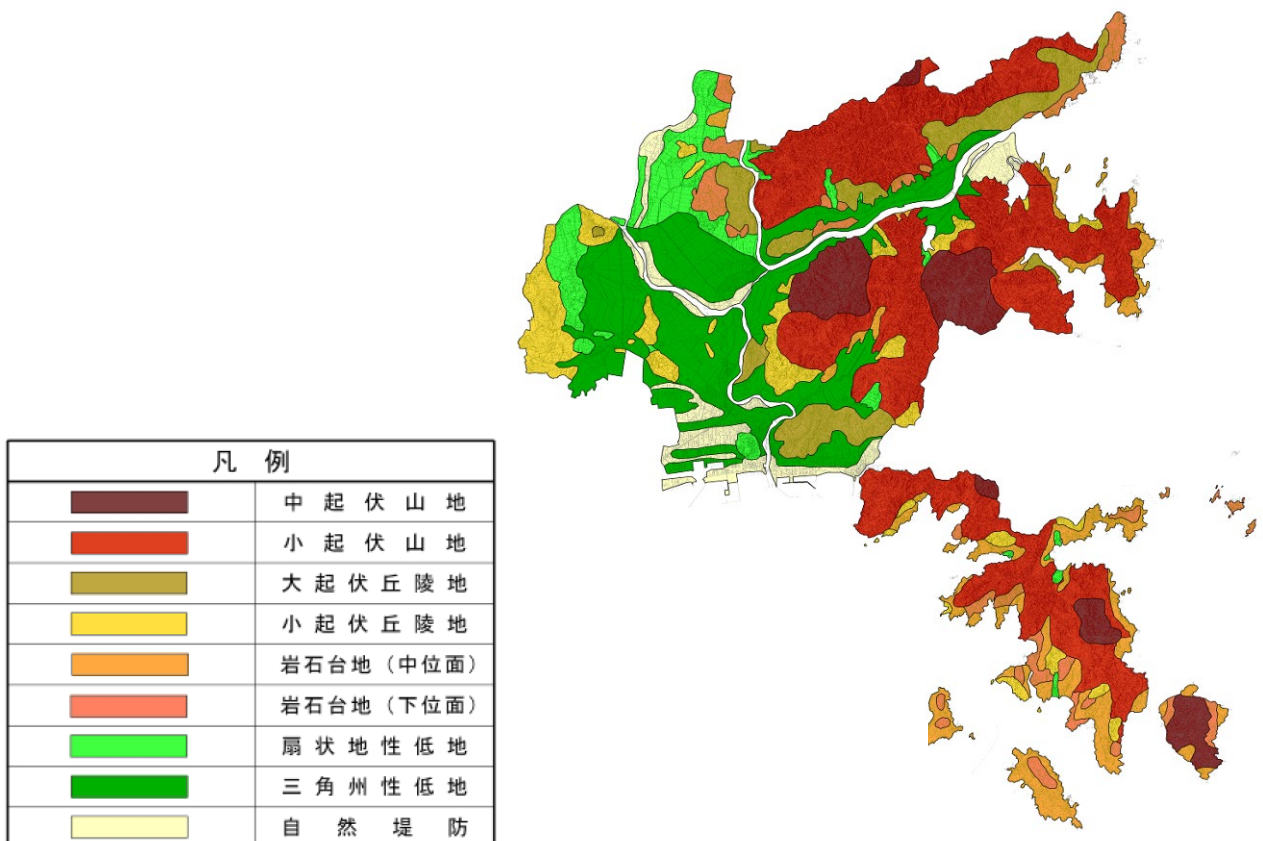 凡例
中起伏山地
小起伏山地
大起伏丘陵地
小起伏丘陵地
岩石台地（中位面）
岩石台地（下位面）
扇状地性低地
三角州性低地
自然堤防